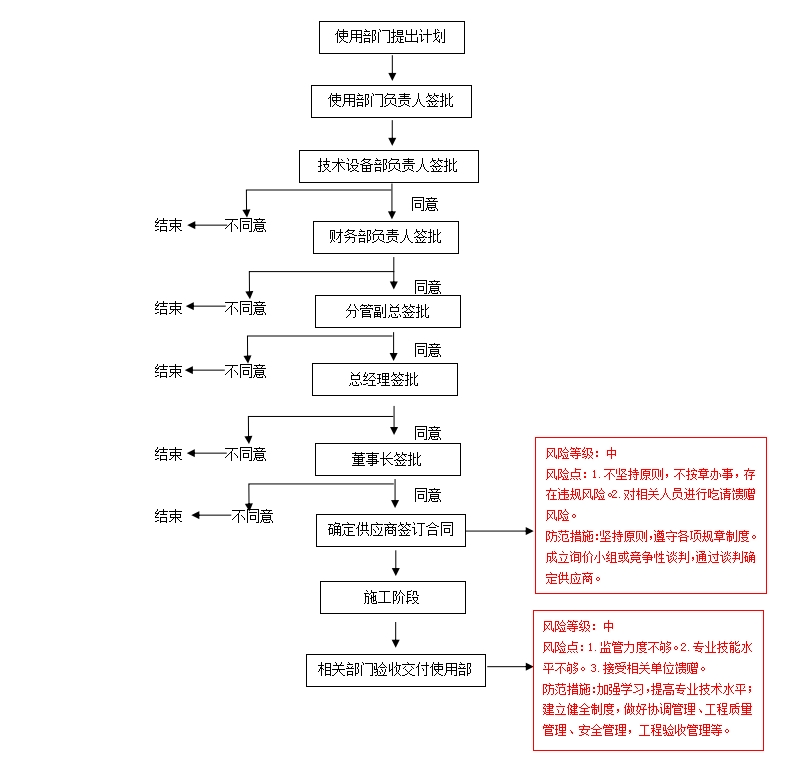 使用部门提出计划
使用部门负责人签批
技术设备部负责人签批
同意
结束
不同意
财务部负责人签批
同意
结束
不同意
分管副总签批
同意
结束
不同意
总经理签批
同意
结束
不同意
董事长签批
同意
结束
不同意
确定供应商签订合同
风险等级：中
风险点：1.不坚持原则，不按章办事，存
在违规风险。2.对相关人员进行吃请馈赠
风险。
防范措施：坚持原则，遵守各项规章制度。
成立询价小组或竞争性谈判，通过谈判确
定供应商。
施工阶段
相关部门验收交付使用部
风险等级：中
风险点：1.监管力度不够。2.专业技能水
平不够。3.接受相关单位馈赠。
防范措施：加强学习，提高专业技术水平；
建立健全制度，做好协调管理、工程质量
管理、安全管理，工程验收管理等。